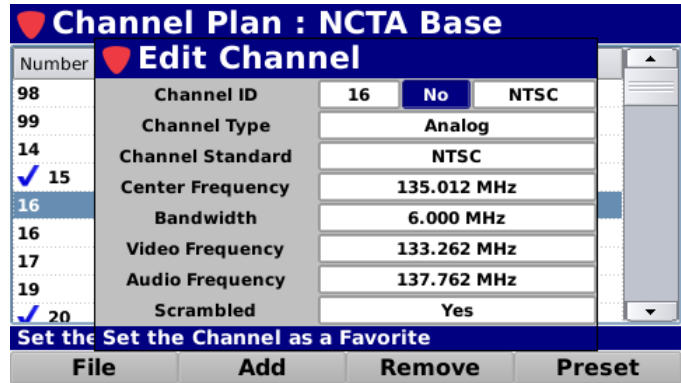 Channel Plan : NCTA Base
Edit Channel
Number
98
99
14
15
16
16
17
19
20
Channel ID 16 No NTSC
Channel Type Analog
Channel Standard NTSC
Center Frequency 135.012 MHz
Bandwidth 6.000 MHz
Video Frequency 133.262 MHz
Audio Frequency 137.762 MHz
Scrambled Yes
Set the Set the Channel as a Favorite
File Add Remove Preset